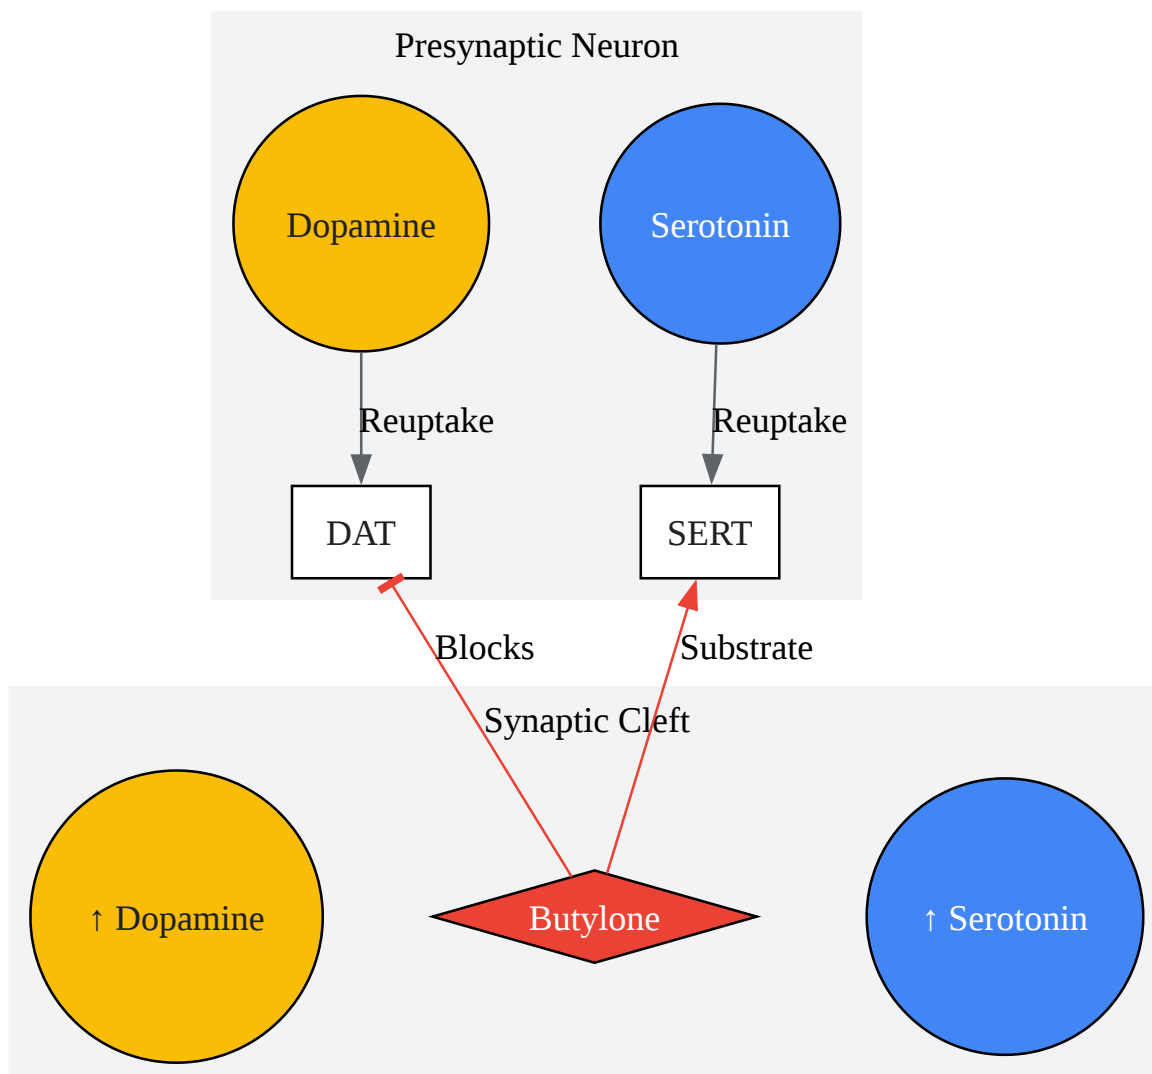 Presynaptic Neuron
Dopamine
Serotonin
Reuptake
Reuptake
DAT
SERT
Blocks
Substrate
Synaptic Cleft
↑ Dopamine
Butylone
↑ Serotonin